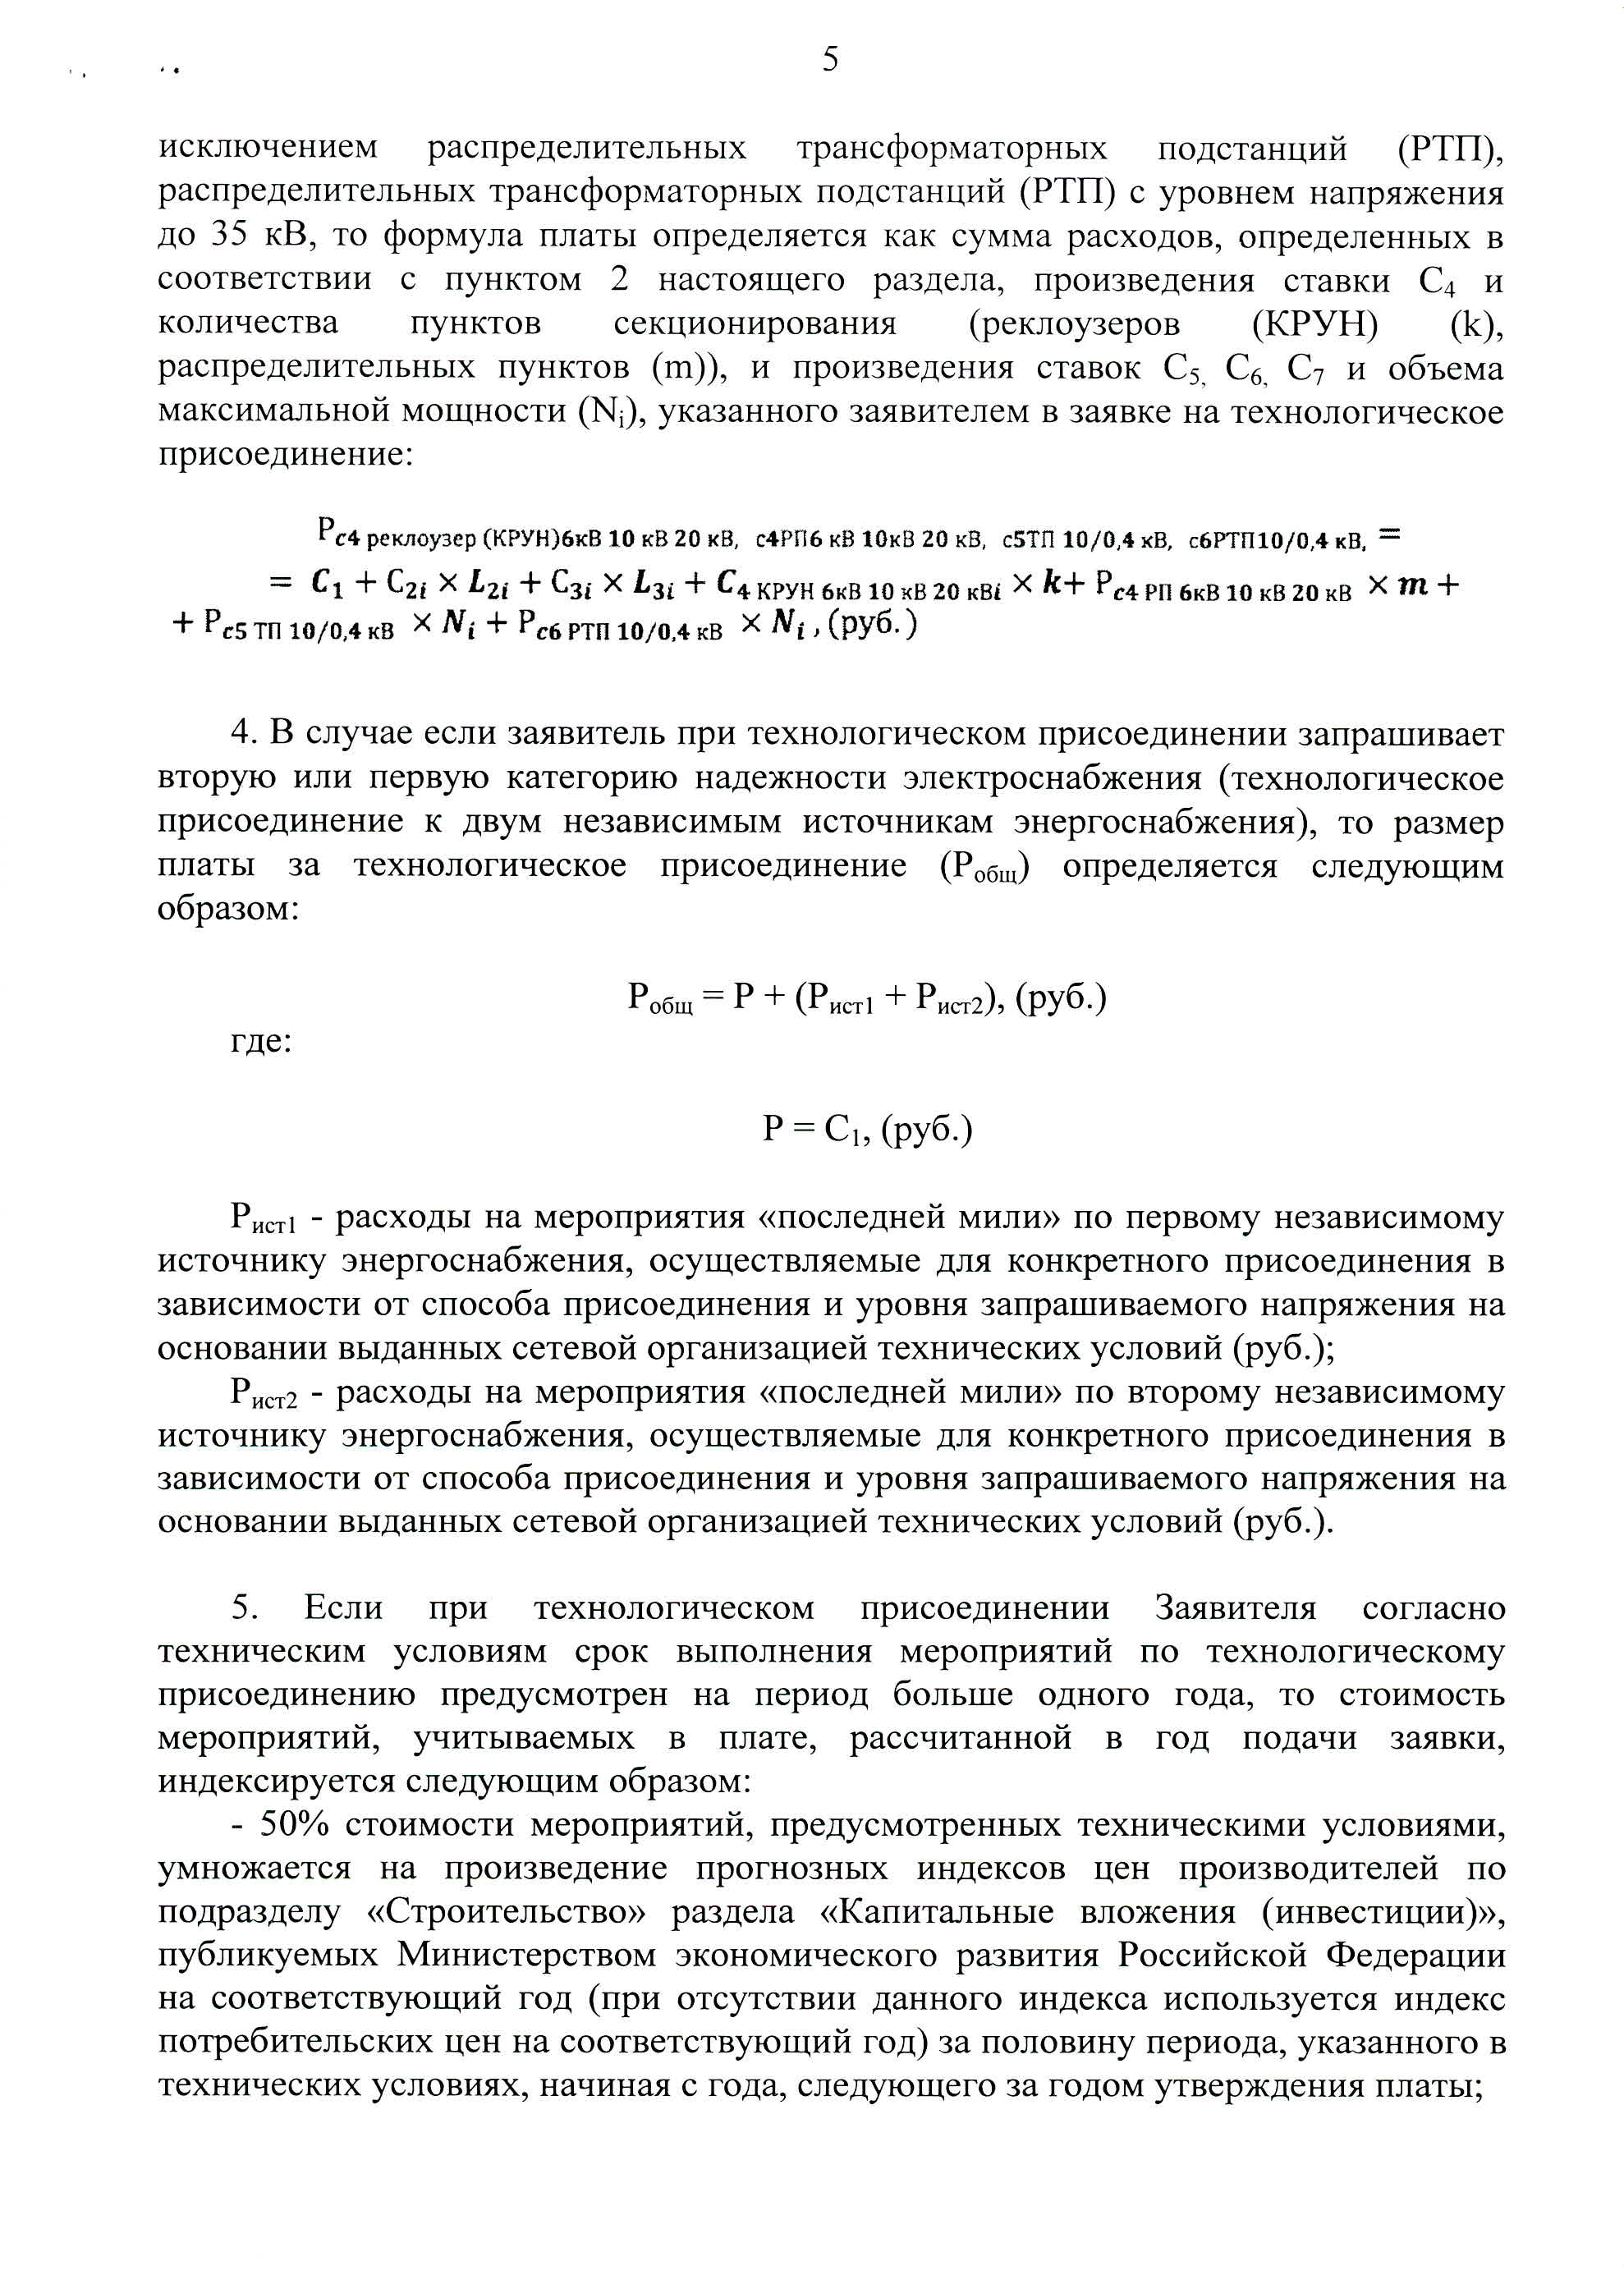 5
исключением распределительных трансформаторных подстанций (РТП),
распределительных трансформаторных подстанций (РТП) с уровнем напряжения
до 35 кВ, то формула платы определяется как сумма расходов, определенных в
соответствии с пунктом 2 настоящего раздела, произведения ставки С4 и
количества пунктов секционирования (реклоузеров (КРУН) (k),
распределительных пунктов (m)), и произведения ставок С5, С6, С7 и объема
максимальной мощности (Ni), указанного заявителем в заявке на технологическое
присоединение:
Pc4 реклоузер (КРУН)6кВ 10 кВ 20 кВ, с4РП6 кВ 10кВ 20 кВ, с5ТП 10/0,4 кВ, с6РТП10/0,4 кВ, =
= C1 + C2i × L2i + C3i × L3i + C4 КРУН 6кВ 10 кВ 20 кВi × k+ Pc4 РП 6кВ 10 кВ 20 кВ × m +
+ Pc5 ТП 10/0,4 кВ × Ni + Pc6 РТП 10/0,4 кВ × Ni , (руб.)
4. В случае если заявитель при технологическом присоединении запрашивает
вторую или первую категорию надежности электроснабжения (технологическое
присоединение к двум независимым источникам энергоснабжения), то размер
платы за технологическое присоединение (Робщ) определяется следующим
образом:
Робщ = Р + (Рист1 + Рист2), (руб.)
где:
Р = С1, (руб.)
Рист1 - расходы на мероприятия «последней мили» по первому независимому
источнику энергоснабжения, осуществляемые для конкретного присоединения в
зависимости от способа присоединения и уровня запрашиваемого напряжения на
основании выданных сетевой организацией технических условий (руб.);
Рист2 - расходы на мероприятия «последней мили» по второму независимому
источнику энергоснабжения, осуществляемые для конкретного присоединения в
зависимости от способа присоединения и уровня запрашиваемого напряжения на
основании выданных сетевой организацией технических условий (руб.).
5. Если при технологическом присоединении Заявителя согласно
техническим условиям срок выполнения мероприятий по технологическому
присоединению предусмотрен на период больше одного года, то стоимость
мероприятий, учитываемых в плате, рассчитанной в год подачи заявки,
индексируется следующим образом:
- 50% стоимости мероприятий, предусмотренных техническими условиями,
умножается на произведение прогнозных индексов цен производителей по
подразделу «Строительство» раздела «Капитальные вложения (инвестиции)»,
публикуемых Министерством экономического развития Российской Федерации
на соответствующий год (при отсутствии данного индекса используется индекс
потребительских цен на соответствующий год) за половину периода, указанного в
технических условиях, начиная с года, следующего за годом утверждения платы;